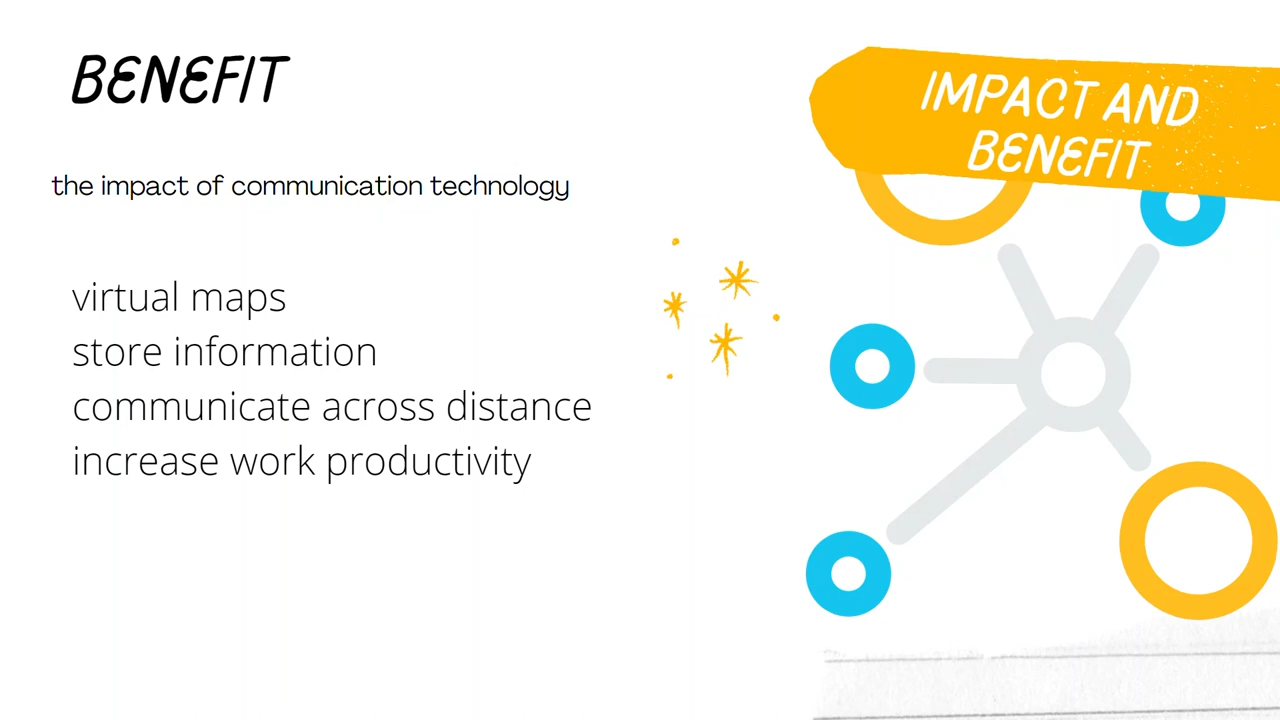 BENEFIT
the impact of communication technology
virtual maps
store information
communicate across distance
increase work productivity
IMPACT AND
BENEFIT